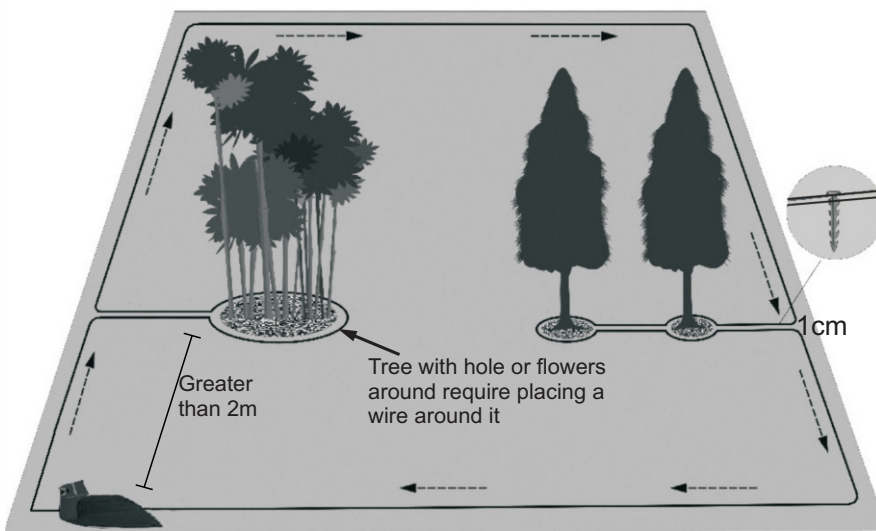 1cm
Tree with hole or flowers
around require placing a
wire around it
Greater
than 2m